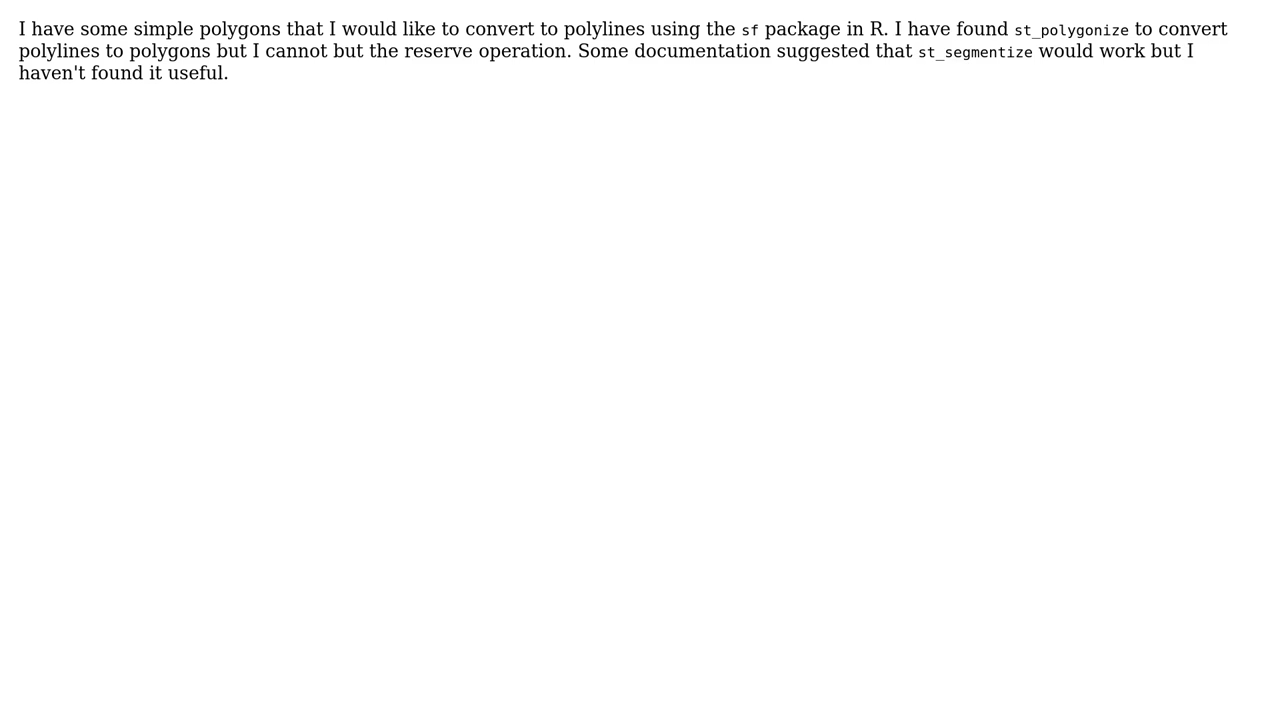 I have some simple polygons that I would like to convert to polylines using the sf package in R. I have found st_polygonize to convert
polylines to polygons but I cannot but the reserve operation. Some documentation suggested that st_segmentize would work but I
haven't found it useful.